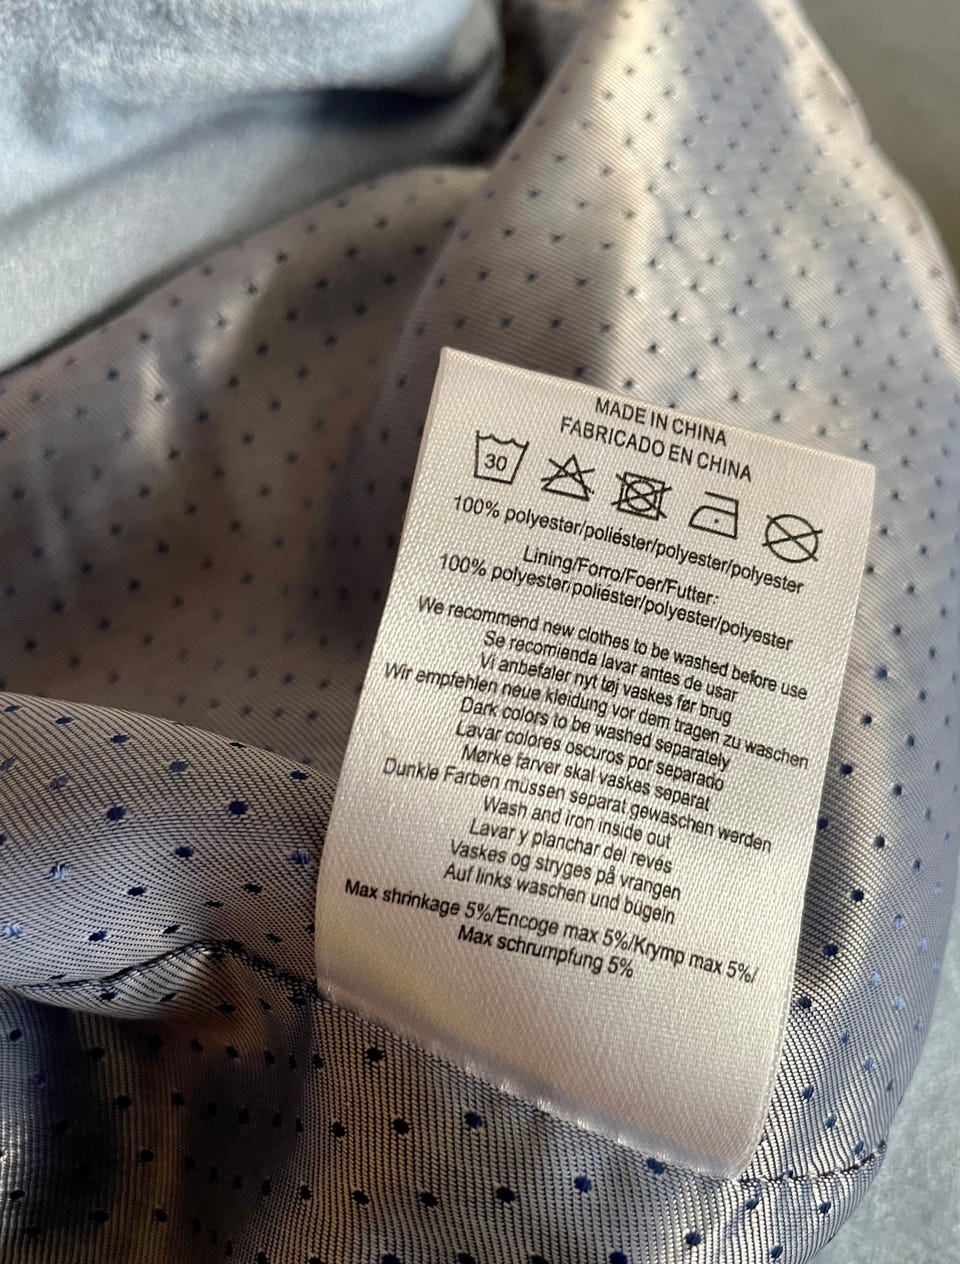 MADE IN CHINA
FABRICADO EN CHINA
30
100% polyester/poliéster/polyester/polyester
Lining/Forro/Foer/Futter:
100% polyester/poliéster/polyester/polyester
We recommend new clothes to be washed before use
Se recomienda lavar antes de usar
Vi anbefaler nyt tøj vaskes før brug
Wir empfehlen neue kleidung vor dem tragen zu waschen
Dark colors to be washed separately
Lavar colores oscuros por separado
Mørke farver skal vaskes separat
Dunkle Farben müssen separat gewaschen werden
Wash and iron inside out
Lavar y planchar del revés
Vaskes og stryges på vrangen
Auf links waschen und bügeln
Max shrinkage 5%/Encoge max 5%/Krymp max 5%/
Max schrumpfung 5%